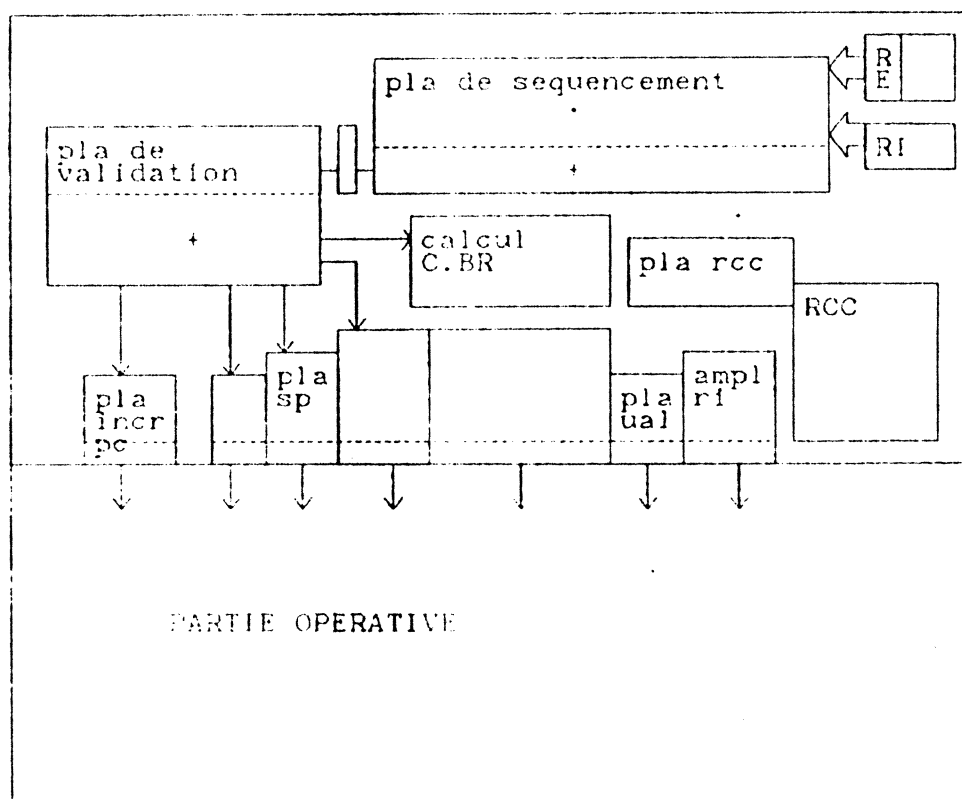 pla de sequencement
+
R
E
RI
pla de
validation
+
calcul
C.BR
pla rcc
RCC
pla
incr
pc
pla
sp
pla
ual
ampl
ri
PARTIE OPERATIVE